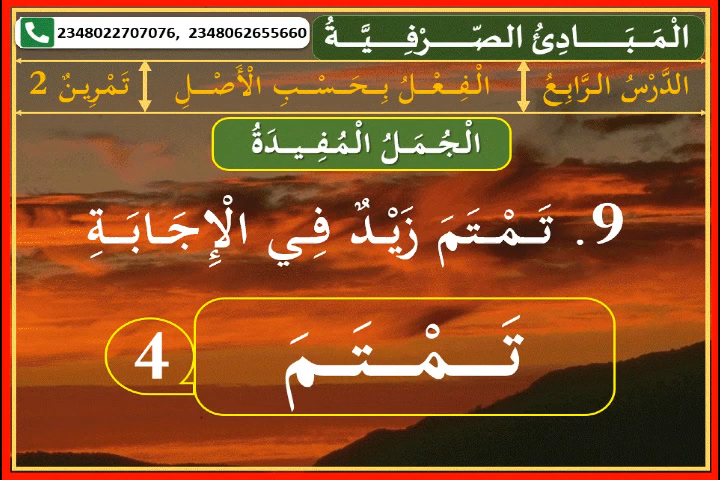 الْمَبَادِئُ الصَّرْفِيَّةُ
2348022707076, 2348062655660
الدَّرْسُ الرَّابِعُ
الْفِعْلُ بِحَسْبِ الْأَصْلِ
تَمْرِينٌ 2
الْجُمَلُ الْمُفِيدَةُ
9. تَمْتَمَ زَيْدٌ فِي الْإِجَابَةِ
تَمْتَمَ
4